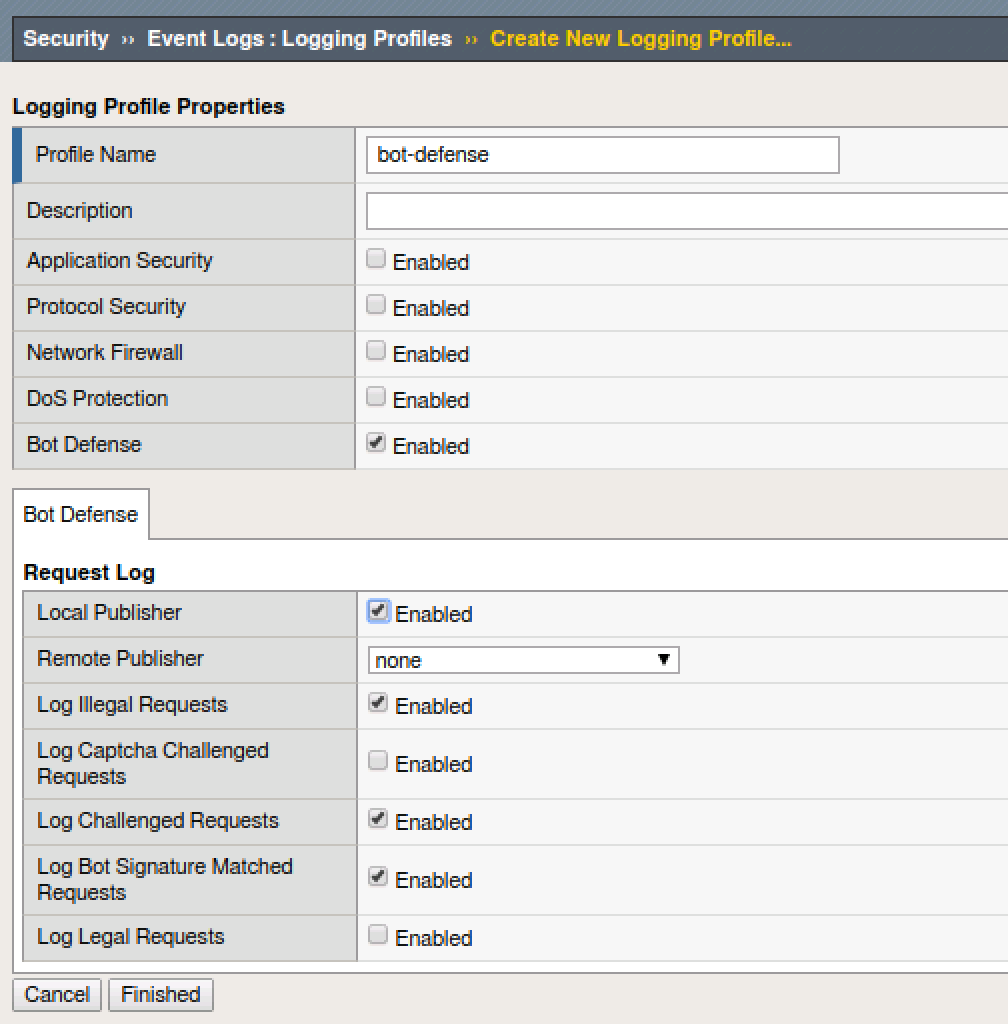 Security ›› Event Logs : Logging Profiles ›› Create New Logging Profile...
Logging Profile Properties
Profile Name bot-defense
Description
Application Security Enabled
Protocol Security Enabled
Network Firewall Enabled
DoS Protection Enabled
Bot Defense Enabled
Bot Defense
Request Log
Local Publisher Enabled
Remote Publisher none
Log Illegal Requests Enabled
Log Captcha Challenged
Requests Enabled
Log Challenged Requests Enabled
Log Bot Signature Matched
Requests Enabled
Log Legal Requests Enabled
Cancel Finished